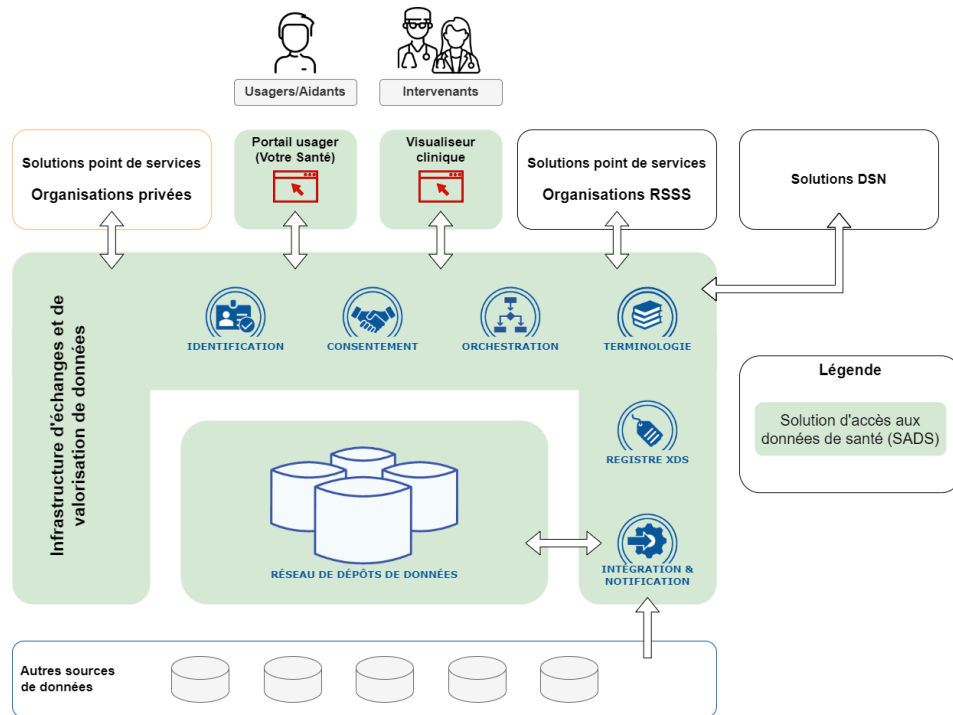 Usagers/Aidants
Intervenants
Solutions point de services
Organisations privées
Portail usager
(Votre Santé)
Visualiseur
clinique
Solutions point de services
Organisations RSSS
Solutions DSN
Infrastructure d'échanges et de
valorisation de données
IDENTIFICATION
CONSENTEMENT
ORCHESTRATION
TERMINOLOGIE
REGISTRE XDS
INTÉGRATION &
NOTIFICATION
RÉSEAU DE DÉPÔTS DE DONNÉES
Légende
Solution d'accès aux
données de santé (SADS)
Autres sources
de données